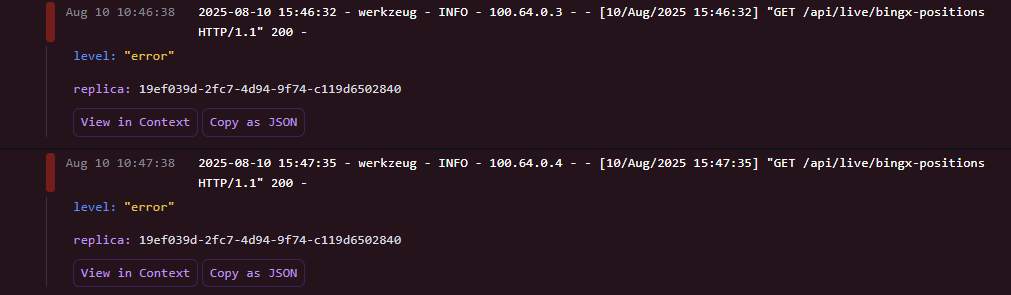 Aug 10 10:46:38 2025-08-10 15:46:32 - werkzeug - INFO - 100.64.0.3 - - [10/Aug/2025 15:46:32] "GET /api/live/bingx-positions
HTTP/1.1" 200 -
level: "error"
replica: 19ef039d-2fc7-4d94-9f74-c119d6502840
View in Context Copy as JSON
Aug 10 10:47:38 2025-08-10 15:47:35 - werkzeug - INFO - 100.64.0.4 - - [10/Aug/2025 15:47:35] "GET /api/live/bingx-positions
HTTP/1.1" 200 -
level: "error"
replica: 19ef039d-2fc7-4d94-9f74-c119d6502840
View in Context Copy as JSON